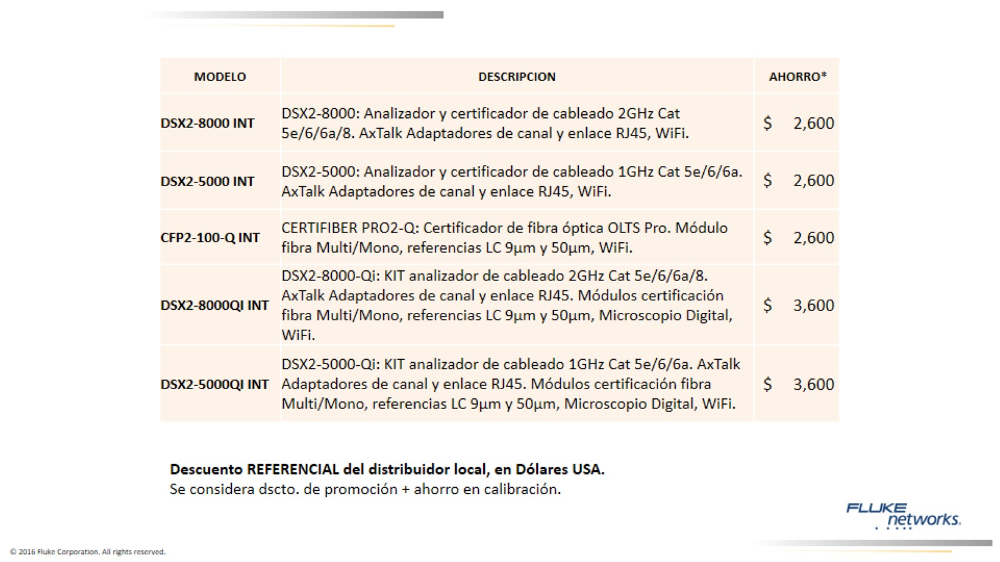 MODELO DESCRIPCION AHORRO*
DSX2-8000 INT
DSX2-8000: Analizador y certificador de cableado 2GHz Cat
5e/6/6a/8. AxTalk Adaptadores de canal y enlace RJ45, WiFi.
$ 2,600
DSX2-5000 INT
DSX2-5000: Analizador y certificador de cableado 1GHz Cat 5e/6/6a.
AxTalk Adaptadores de canal y enlace RJ45, WiFi.
$ 2,600
CFP2-100-Q INT
CERTIFIBER PRO2-Q: Certificador de fibra óptica OLTS Pro. Módulo
fibra Multi/Mono, referencias LC 9µm y 50µm, WiFi.
$ 2,600
DSX2-8000QI INT
DSX2-8000-Qi: KIT analizador de cableado 2GHz Cat 5e/6/6a/8.
AxTalk Adaptadores de canal y enlace RJ45. Módulos certificación
fibra Multi/Mono, referencias LC 9µm y 50µm, Microscopio Digital,
WiFi.
$ 3,600
DSX2-5000QI INT
DSX2-5000-Qi: KIT analizador de cableado 1GHz Cat 5e/6/6a. AxTalk
Adaptadores de canal y enlace RJ45. Módulos certificación fibra
Multi/Mono, referencias LC 9µm y 50µm, Microscopio Digital, WiFi.
$ 3,600
Descuento REFERENCIAL del distribuidor local, en Dólares USA.
Se considera dscto. de promoción + ahorro en calibración.
FLUKE
networks.
© 2016 Fluke Corporation. All rights reserved.